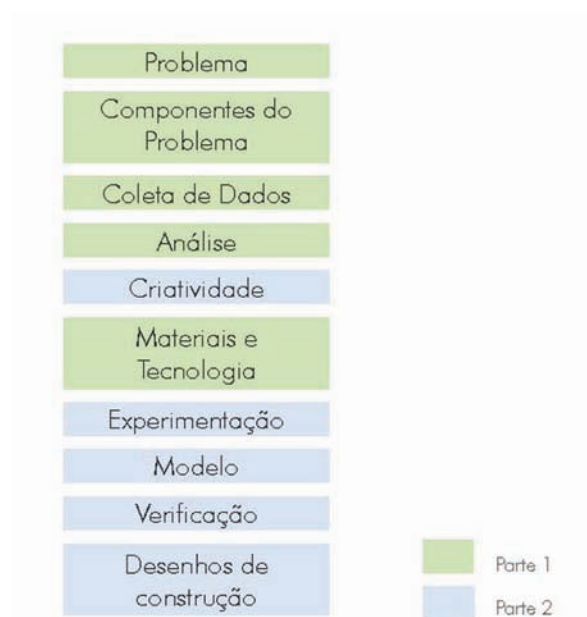 Problema
Componentes do
Problema
Coleta de Dados
Análise
Criatividade
Materiais e
Tecnologia
Experimentação
Modelo
Verificação
Desenhos de
construção
Parte 1
Parte 2